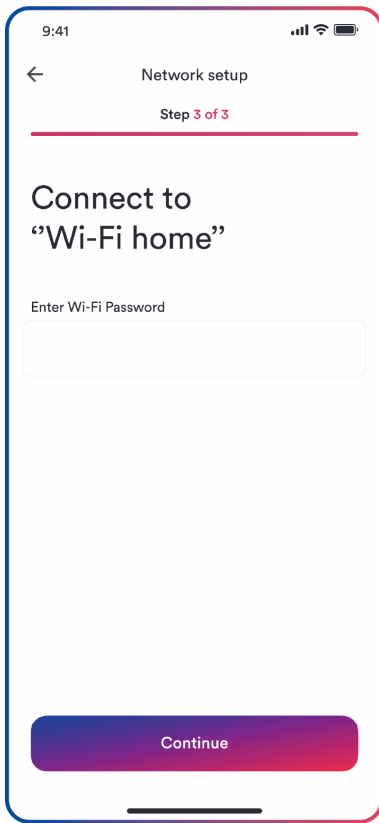 9:41
Network setup
Step 3 of 3
Connect to
‘’Wi-Fi home’’
Enter Wi-Fi Password
Continue